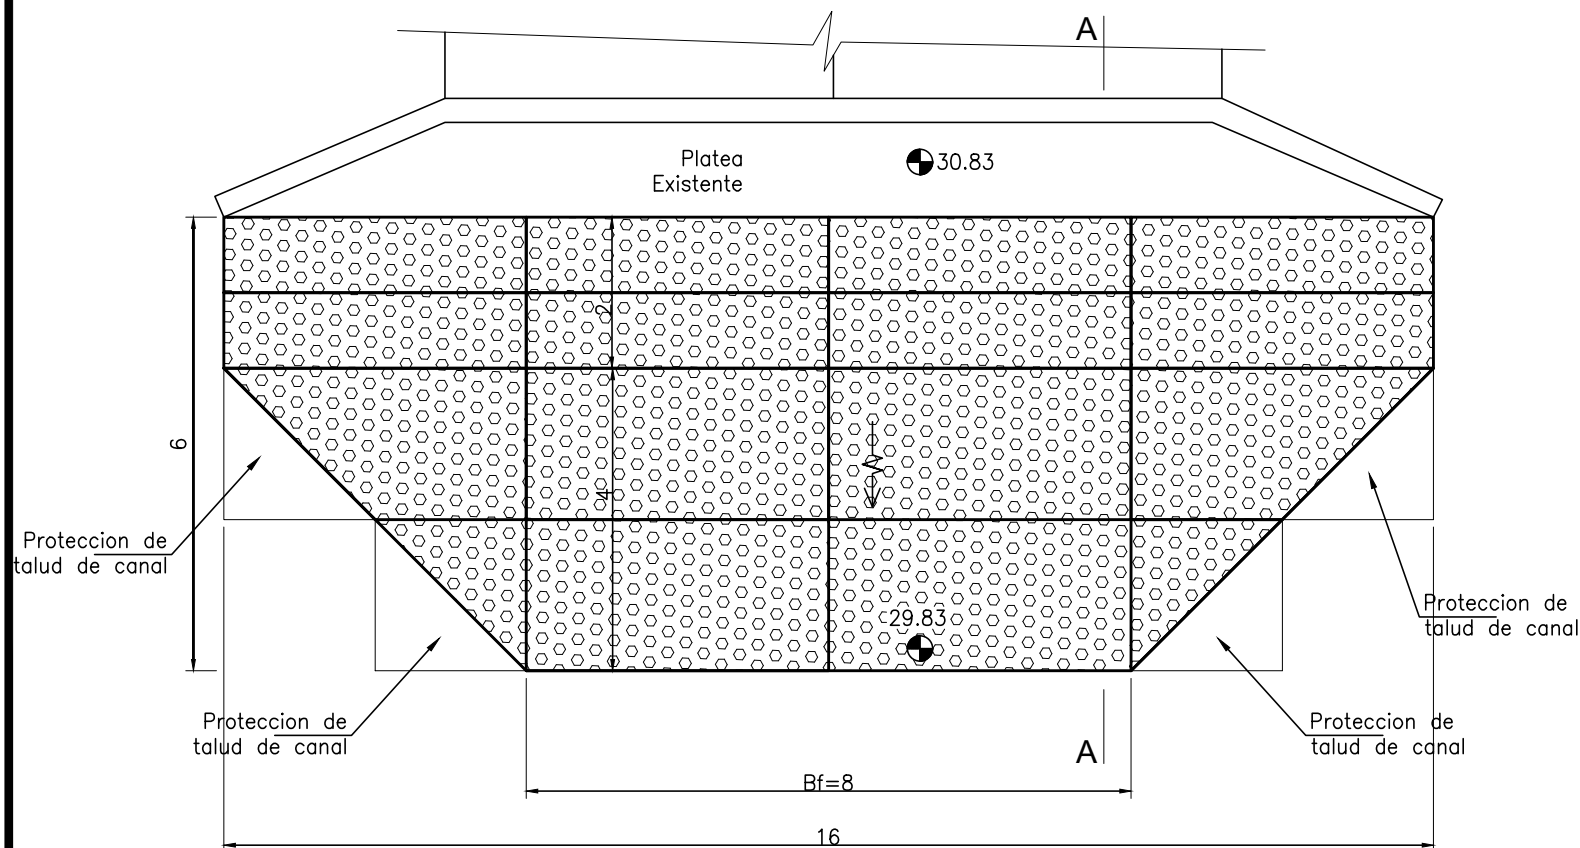 A
Platea
Existente
30.83
2
6
4
Proteccion de
talud de canal
29.83
Proteccion de
talud de canal
Proteccion de
talud de canal
Proteccion de
talud de canal
A
Bf=8
16